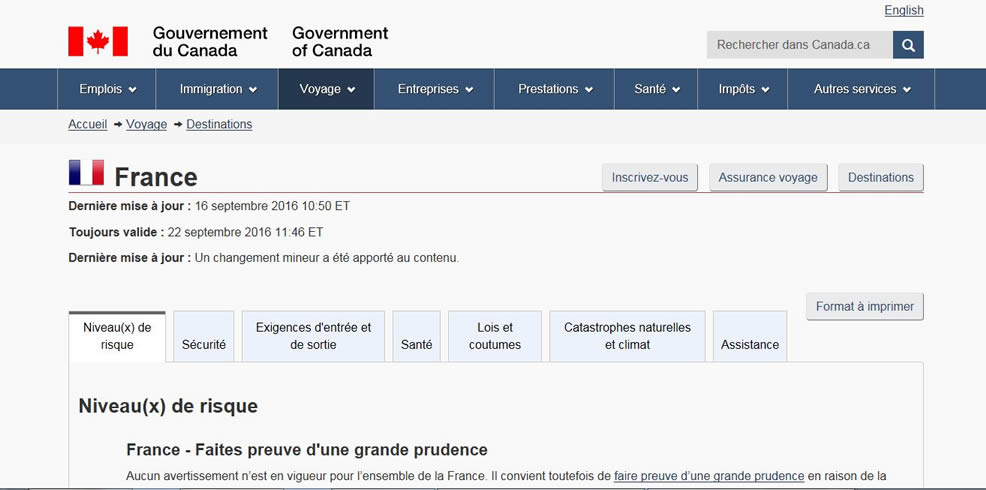 English
Gouvernement du Canada
Government of Canada
Rechercher dans Canada.ca
Emplois Immigration Voyage Entreprises Prestations Santé Impôts Autres services
Accueil Voyage Destinations
France
Inscrivez-vous Assurance voyage Destinations
Dernière mise à jour : 16 septembre 2016 10:50 ET
Toujours valide : 22 septembre 2016 11:46 ET
Dernière mise à jour : Un changement mineur a été apporté au contenu.
Format à imprimer
Niveau(x) de risque
Sécurité
Exigences d'entrée et de sortie
Santé
Lois et coutumes
Catastrophes naturelles et climat
Assistance
Niveau(x) de risque
France - Faites preuve d'une grande prudence
Aucun avertissement n'est en vigueur pour l'ensemble de la France. Il convient toutefois de faire preuve d'une grande prudence en raison de la